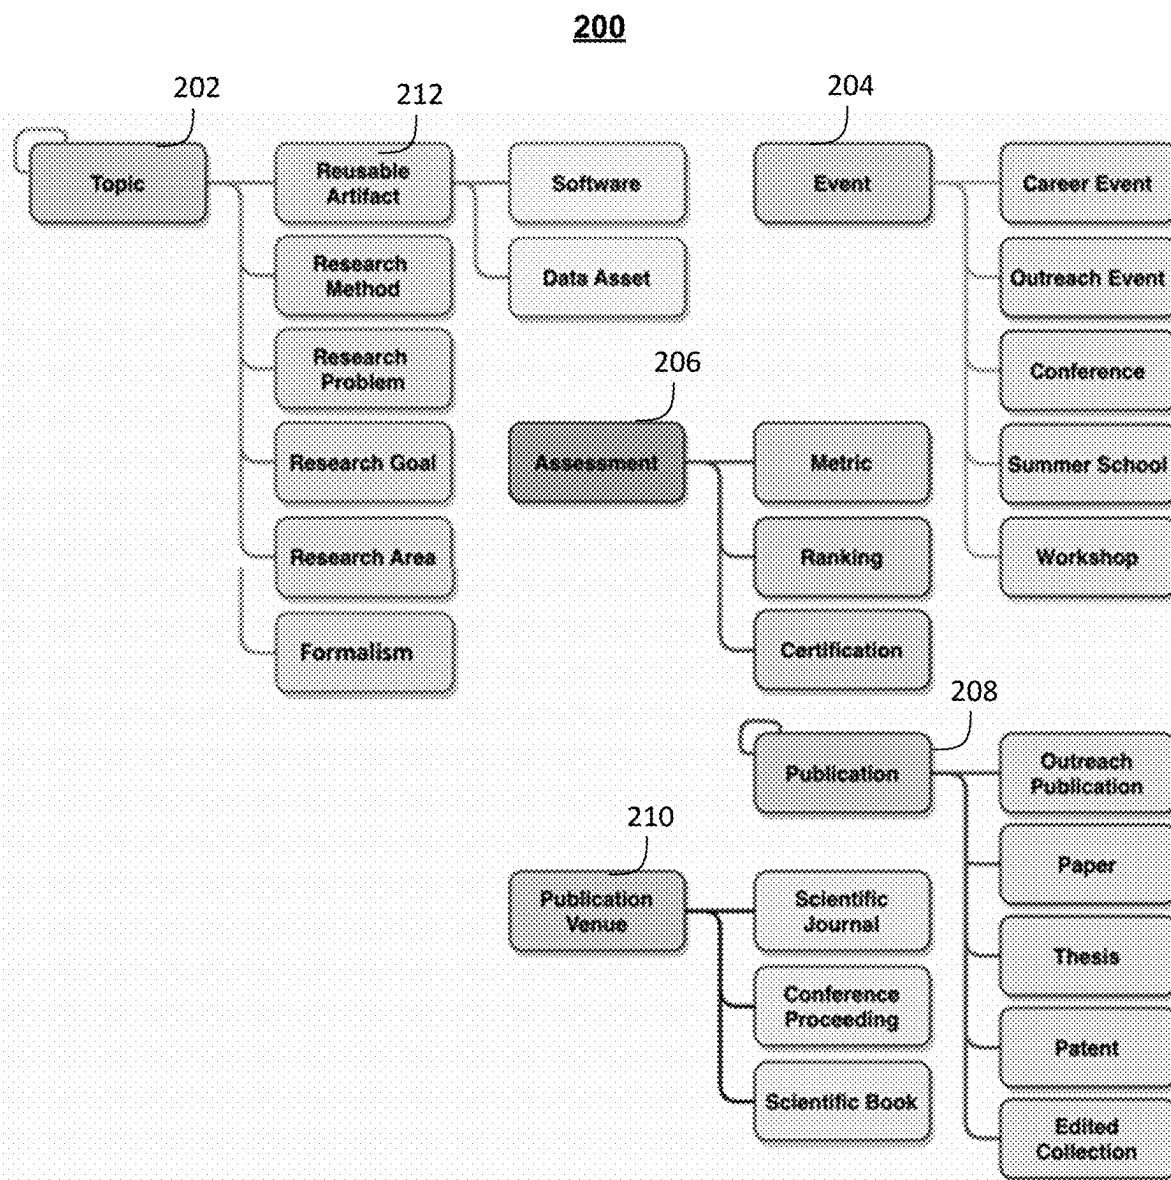 200
202
212
204
Topic
Reusable
Artifact
Software
Event
Career Event
Research
Method
Data Asset
Outreach Event
Research
Problem
206
Conference
Research Goal
Assessment
Metric
Summer School
Research Area
Ranking
Workshop
Formalism
Certification
208
Publication
Outreach
Publication
210
Paper
Publication
Venue
Scientific
Journal
Thesis
Conference
Proceeding
Patent
Scientific Book
Edited
Collection